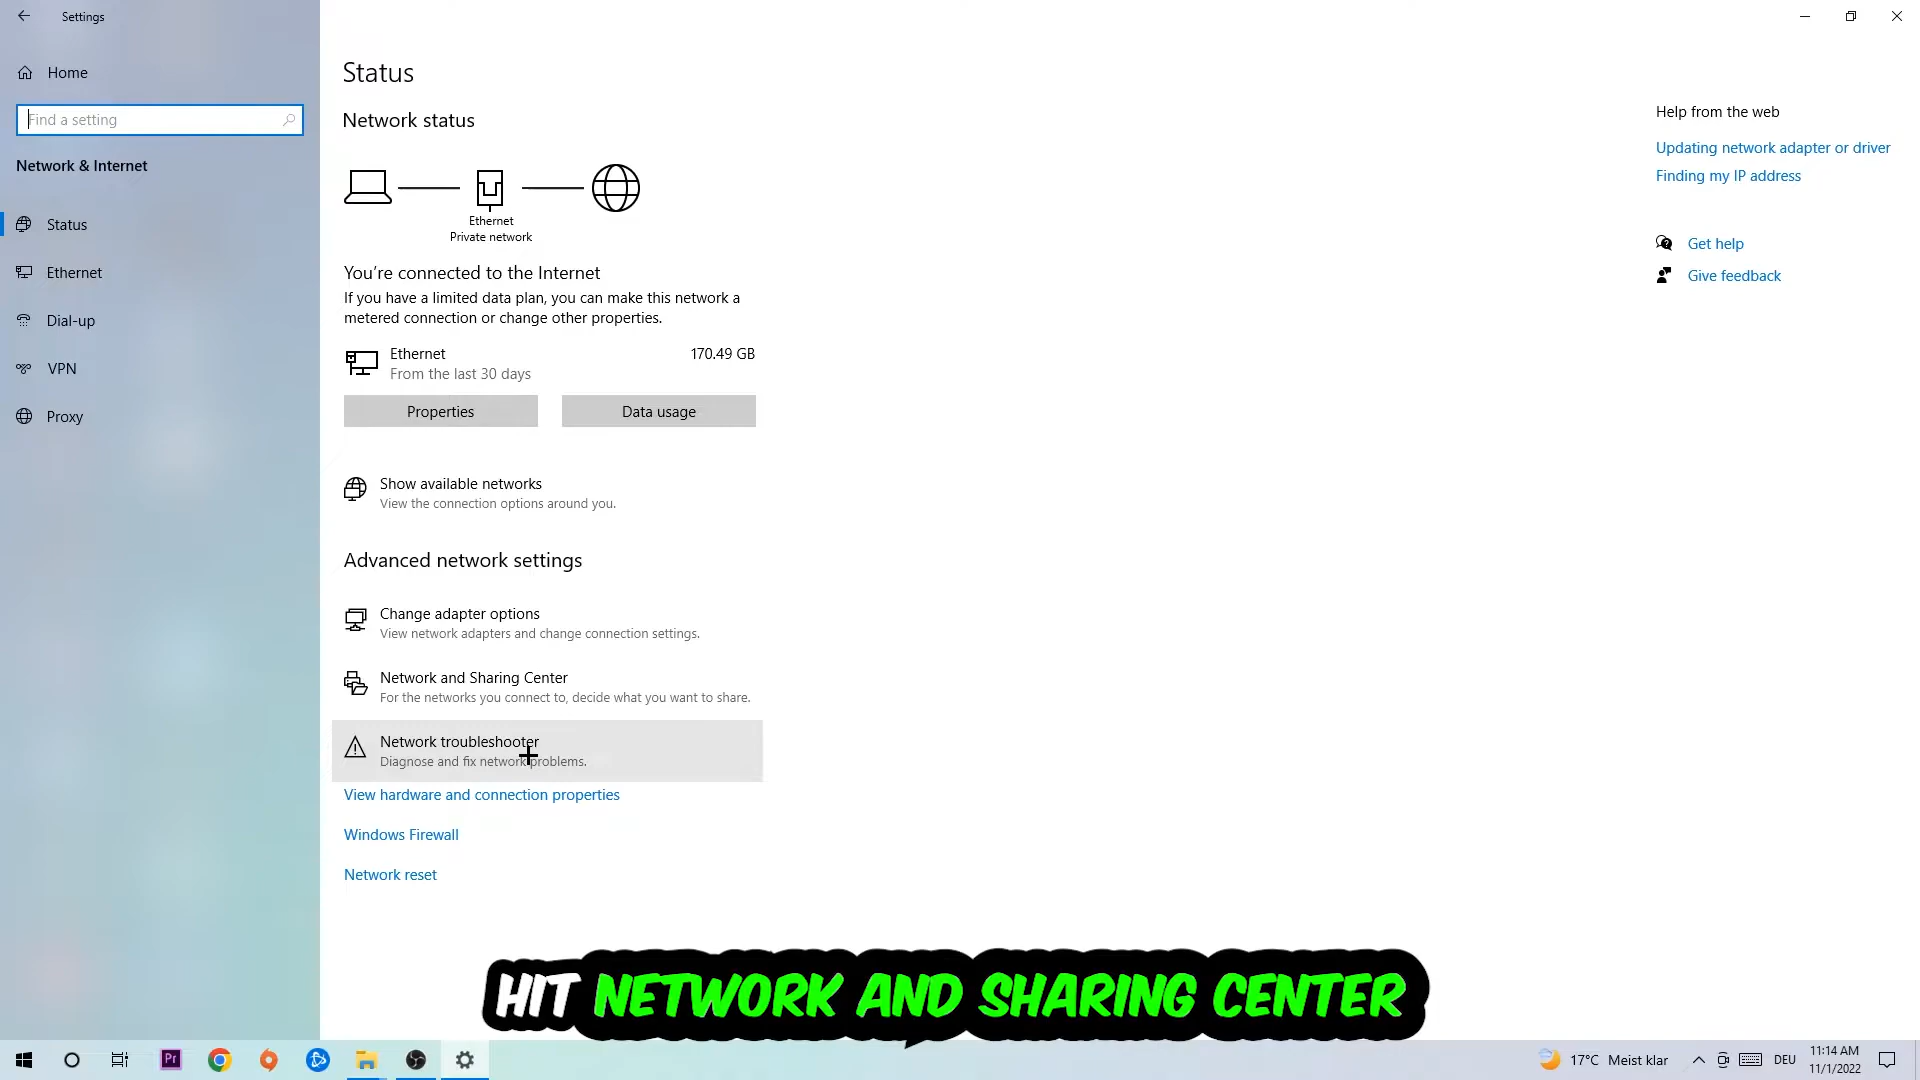 Settings
Home
Find a setting
Network & Internet
Status
Ethernet
Dial-up
VPN
Proxy
Status
Network status
Ethernet
Private network
You're connected to the Internet
If you have a limited data plan, you can make this network a
metered connection or change other properties.
Ethernet 170.49 GB
From the last 30 days
Properties Data usage
Show available networks
View the connection options around you.
Advanced network settings
Change adapter options
View network adapters and change connection settings.
Network and Sharing Center
For the networks you connect to, decide what you want to share.
Network troubleshooter
Diagnose and fix network problems.
View hardware and connection properties
Windows Firewall
Network reset
Help from the web
Updating network adapter or driver
Finding my IP address
Get help
Give feedback
HIT NETWORK AND SHARING CENTER
Pr
17°C Meist klar DEU
11:14 AM
11/1/2022